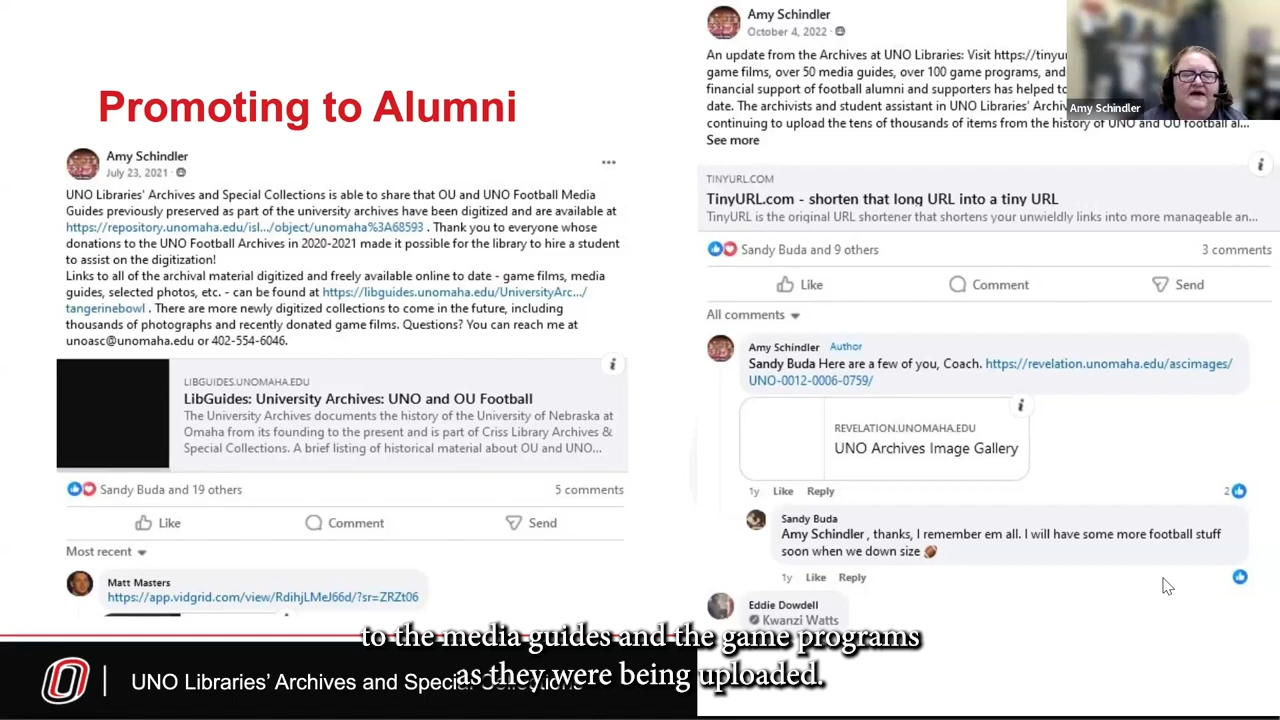 Promoting to Alumni
Amy Schindler
July 23, 2021
UNO Libraries' Archives and Special Collections is able to share that OU and UNO Football Media
Guides previously preserved as part of the university archives have been digitized and are available at
https://repository.unomaha.edu/isl.../object/unomaha%3A68593 . Thank you to everyone whose
donations to the UNO Football Archives in 2020-2021 made it possible for the library to hire a student
to assist on the digitization!
Links to all of the archival material digitized and freely available online to date - game films, media
guides, selected photos, etc. - can be found at https://libguides.unomaha.edu/UniversityArc.../
tangerinebowl . There are more newly digitized collections to come in the future, including
thousands of photographs and recently donated game films. Questions? You can reach me at
unoasc@unomaha.edu or 402-554-6046.
LIBGUIDES.UNOMAHA.EDU
LibGuides: University Archives: UNO and OU Football
The University Archives documents the history of the University of Nebraska at
Omaha from its founding to the present and is part of Criss Library Archives &
Special Collections. A brief listing of historical material about OU and UNO...
Sandy Buda and 19 others
5 comments
Like
Comment
Send
Most recent
Matt Masters
https://app.vidgrid.com/view/RdihjLMeJ66d/?sr=ZRZt06
Amy Schindler
October 4, 2022
An update from the Archives at UNO Libraries: Visit https://tinyu
game films, over 50 media guides, over 100 game programs, and
financial support of football alumni and supporters has helped to
date. The archivists and student assistant in UNO Libraries' Archiv
continuing to upload the tens of thousands of items from the history of UNO and OU football al...
See more
Amy Schindler
TINYURL.COM
TinyURL.com - shorten that long URL into a tiny URL
TinyURL is the original URL shortener that shortens your unwieldly links into more manageable an...
Sandy Buda and 9 others
3 comments
Like
Comment
Send
All comments
Amy Schindler Author
Sandy Buda Here are a few of you, Coach. https://revelation.unomaha.edu/ascimages/
UNO-0012-0006-0759/
REVELATION.UNOMAHA.EDU
UNO Archives Image Gallery
1y Like Reply
2
Sandy Buda
Amy Schindler , thanks, I remember em all. I will have some more football stuff
soon when we down size
1y Like Reply
Eddie Dowdell
Kwanzi Watts
to the media guides and the game programs
as they were being uploaded.
O
UNO Libraries' Archives and Special Collections